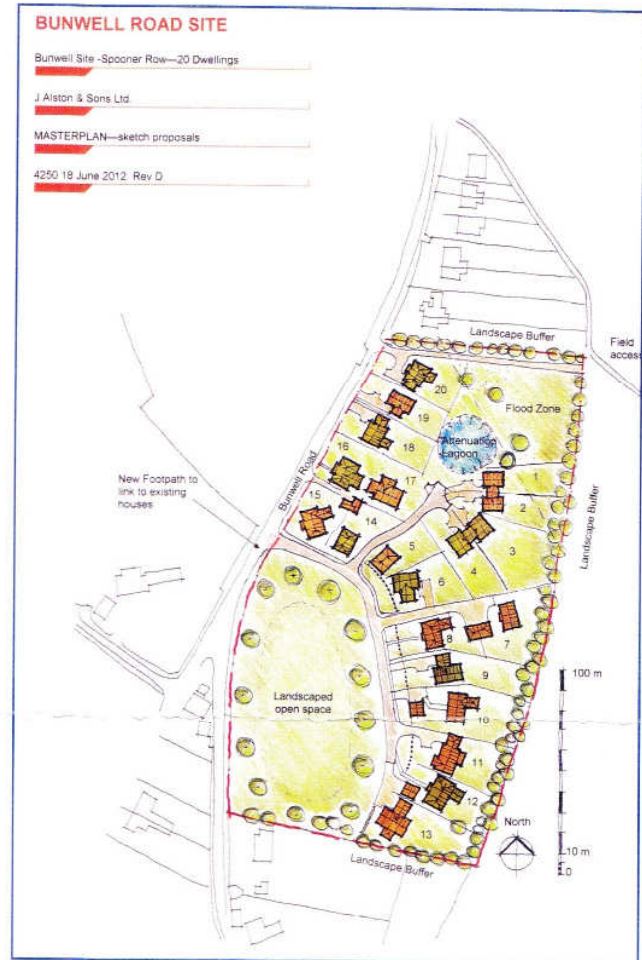 BUNWELL ROAD SITE
Bunwell Site -Spooner Row—20 Dwellings
J Alston & Sons Ltd
MASTERPLAN—sketch proposals
4250 18 June 2012 Rev D
Landscape Buffer
Field
access
20
Flood Zone
19
Attenuation
Lagoon
18
16
17
1
2
New Footpath to
link to existing
houses
Bunwell Road
15
14
5
3
4
6
Landscape Buffer
8
7
9
100 m
Landscaped
open space
10
11
12
13
North
10 m
0
Landscape Buffer